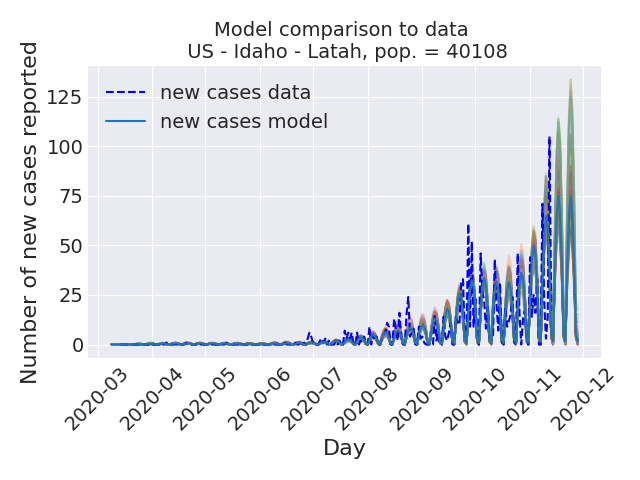 Model comparison to data
US - Idaho - Latah, pop. = 40108
Number of new cases reported
125
100
75
50
25
0
new cases data
new cases model
2020-03
2020-04
2020-05
2020-06
2020-07
2020-08
2020-09
2020-10
2020-11
2020-12
Day